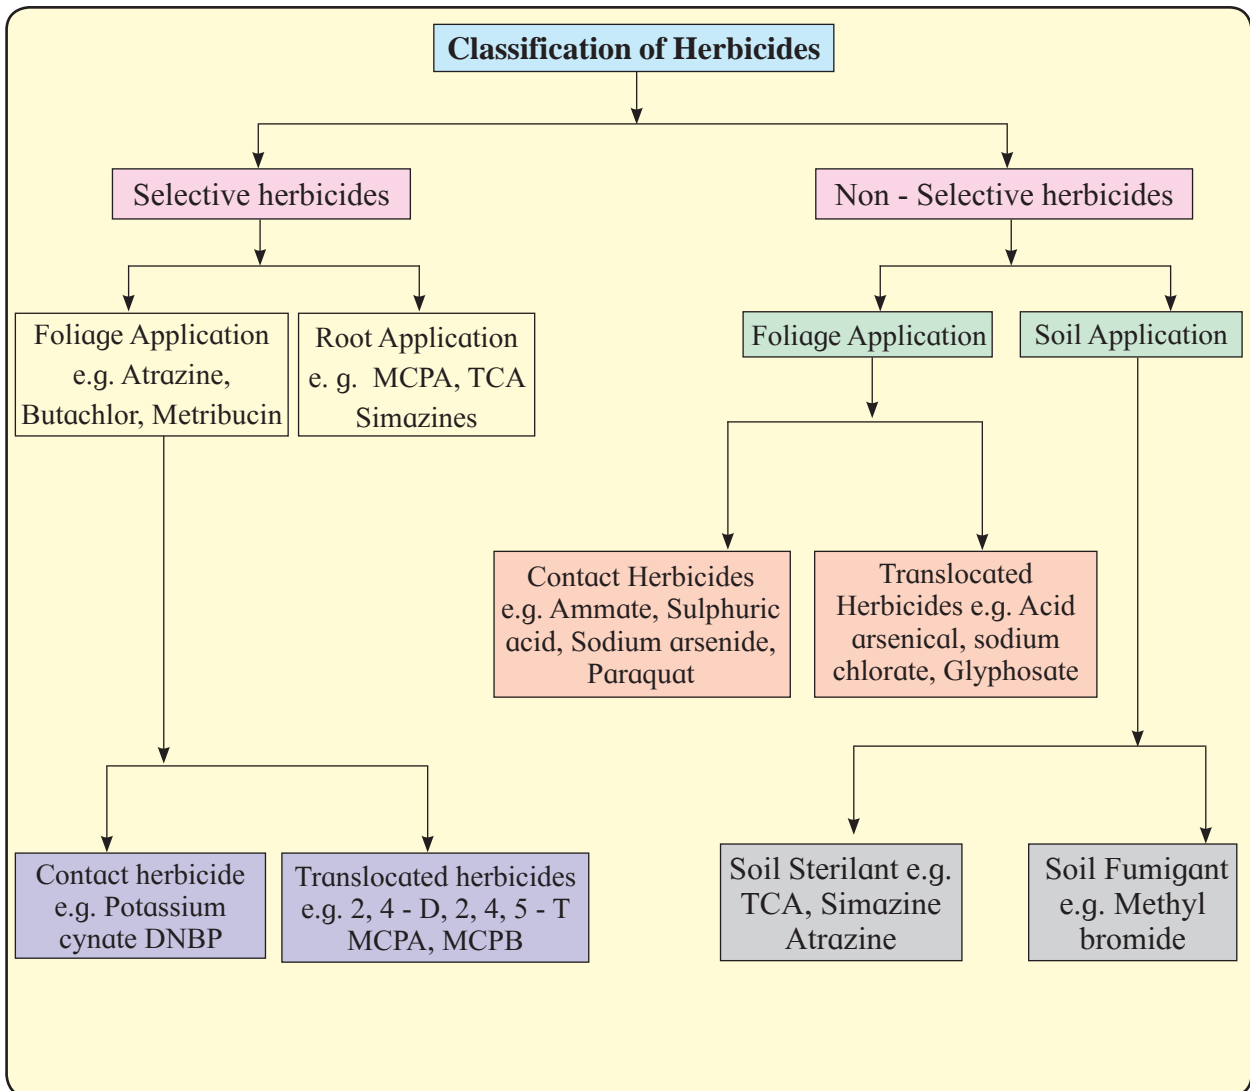 Classification of Herbicides
Selective herbicides
Non - Selective herbicides
Foliage Application
e.g. Atrazine,
Butachlor, Metribucin
Root Application
e. g. MCPA, TCA
Simazines
Foliage Application
Soil Application
Contact Herbicides
e.g. Ammate, Sulphuric
acid, Sodium arsenide,
Paraquat
Translocated
Herbicides e.g. Acid
arsenical, sodium
chlorate, Glyphosate
Contact herbicide
e.g. Potassium
cynate DNBP
Translocated herbicides
e.g. 2, 4 - D, 2, 4, 5 - T
MCPA, MCPB
Soil Sterilant e.g.
TCA, Simazine
Atrazine
Soil Fumigant
e.g. Methyl
bromide